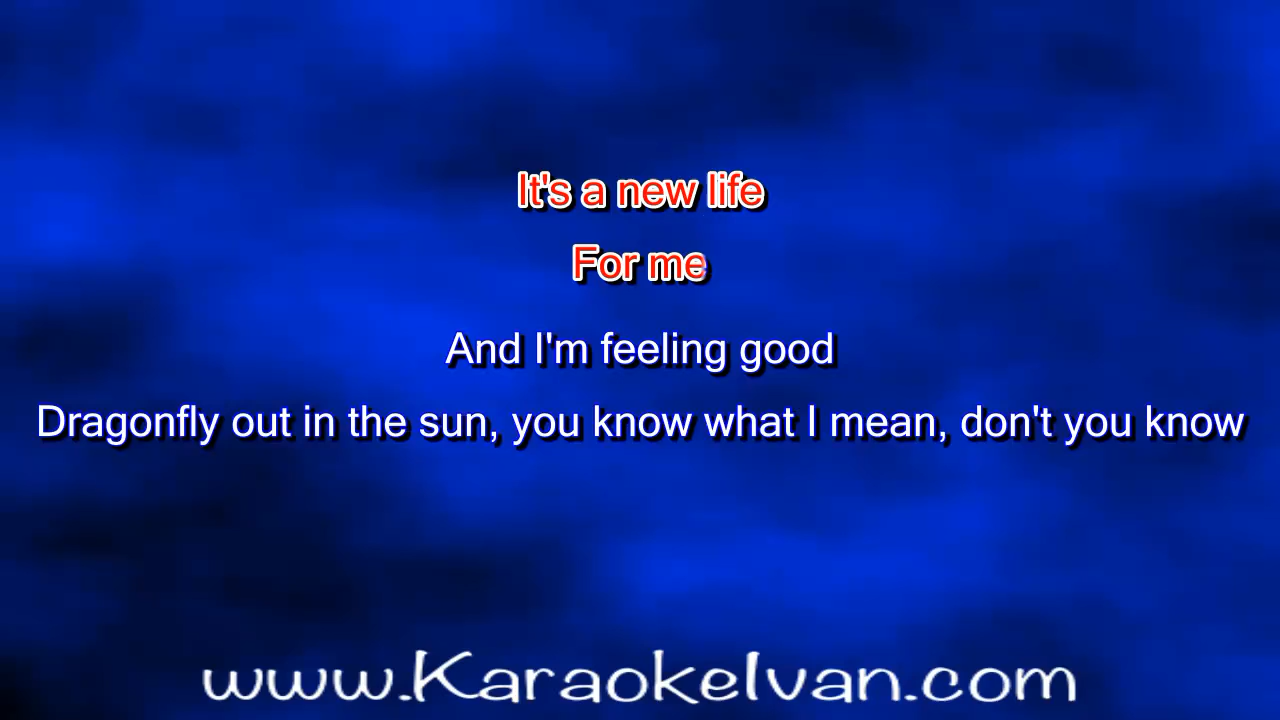 It's a new life
For me
And I'm feeling good
Dragonfly out in the sun, you know what I mean, don't you know
www.KaraokeIvan.com